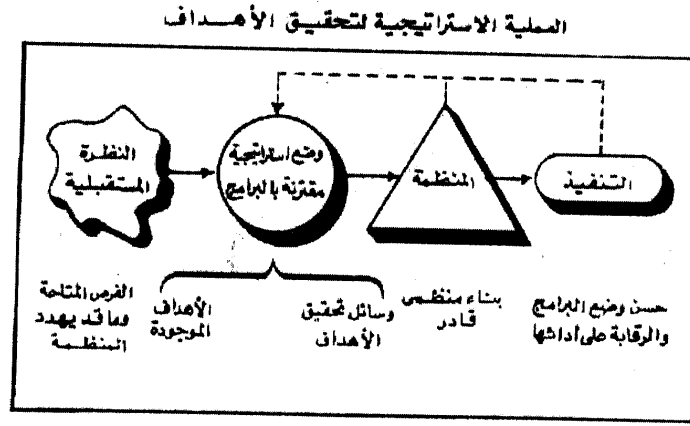 العملية الاستراتيجية لتحقيق الأهداف
النظرة
المستقبلية
وضع استراتيجية
مقترنة بالبرامج
المنظمة
التنفيذ
الفرص المتاحة
وما قد يهدد
المنظمة
الأهداف
الموجودة
وسائل تحقيق
الأهداف
بناء منظمى
قادر
حسن وضع البرامج
والرقابة على أدائها